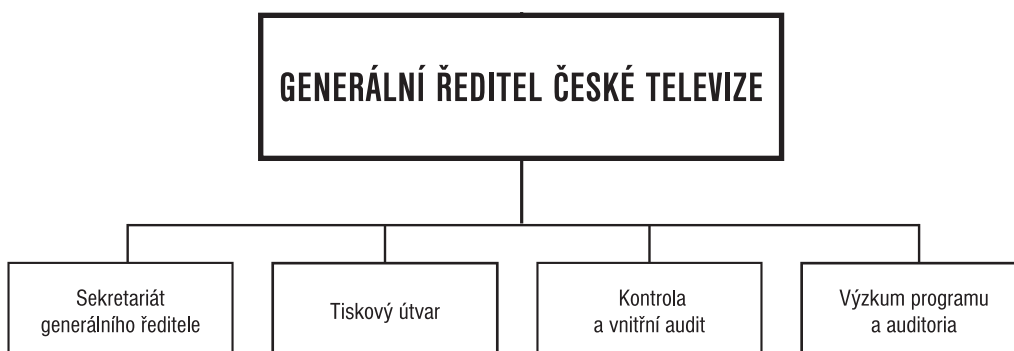 GENERÁLNÍ ŘEDITEL ČESKÉ TELEVIZE
Sekretariát
generálního ředitele
Tiskový útvar
Kontrola
a vnitřní audit
Výzkum programu
a auditoria